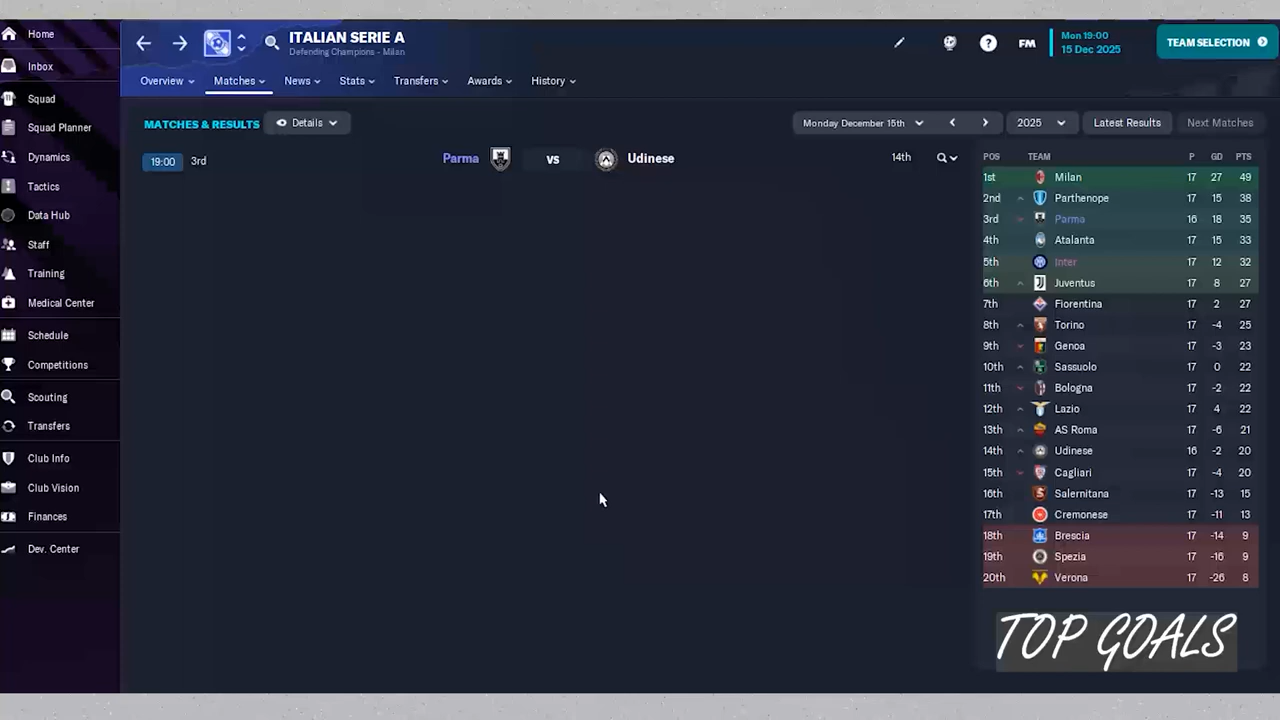 Home
Inbox
Squad
Squad Planner
Dynamics
Tactics
Data Hub
Staff
Training
Medical Center
Schedule
Competitions
Scouting
Transfers
Club Info
Club Vision
Finances
Dev. Center
ITALIAN SERIE A
Defending Champions - Milan
FM
Mon 19:00
15 Dec 2025
TEAM SELECTION
Overview Matches News Stats Transfers Awards History
MATCHES & RESULTS Details Monday December 15th 2025 Latest Results Next Matches
19:00 3rd Parma VS Udinese 14th
POS TEAM P GD PTS
1st Milan 17 27 49
2nd Parthenope 17 15 38
3rd Parma 16 18 35
4th Atalanta 17 15 33
5th Inter 17 12 32
6th Juventus 17 8 27
7th Fiorentina 17 2 27
8th Torino 17 -4 25
9th Genoa 17 -3 23
10th Sassuolo 17 0 22
11th Bologna 17 -2 22
12th Lazio 17 4 22
13th AS Roma 17 -6 21
14th Udinese 16 -2 20
15th Cagliari 17 -4 20
16th Salernitana 17 -13 15
17th Cremonese 17 -11 13
18th Brescia 17 -14 9
19th Spezia 17 -16 9
20th Verona 17 -26 8
TOP GOALS